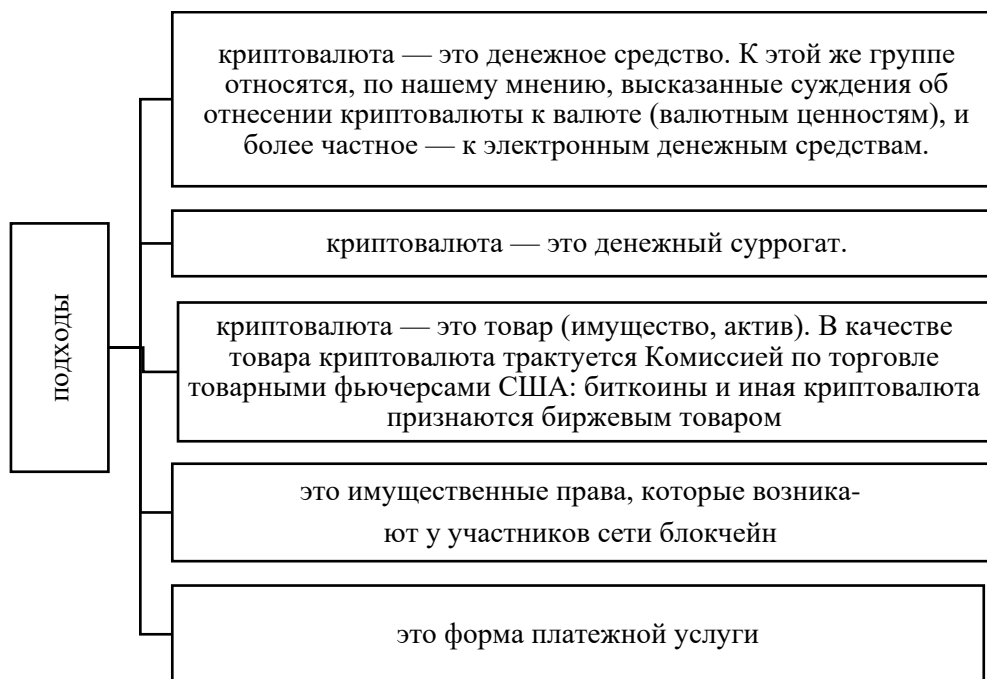 подходы
криптовалюта — это денежное средство. К этой же группе
относятся, по нашему мнению, высказанные суждения об
отнесении криптовалюты к валюте (валютным ценностям), и
более частное — к электронным денежным средствам.
криптовалюта — это денежный суррогат.
криптовалюта — это товар (имущество, актив). В качестве
товара криптовалюта трактуется Комиссией по торговле
товарными фьючерсами США: биткоины и иная криптовалюта
признаются биржевым товаром
это имущественные права, которые возника-
ют у участников сети блокчейн
это форма платежной услуги